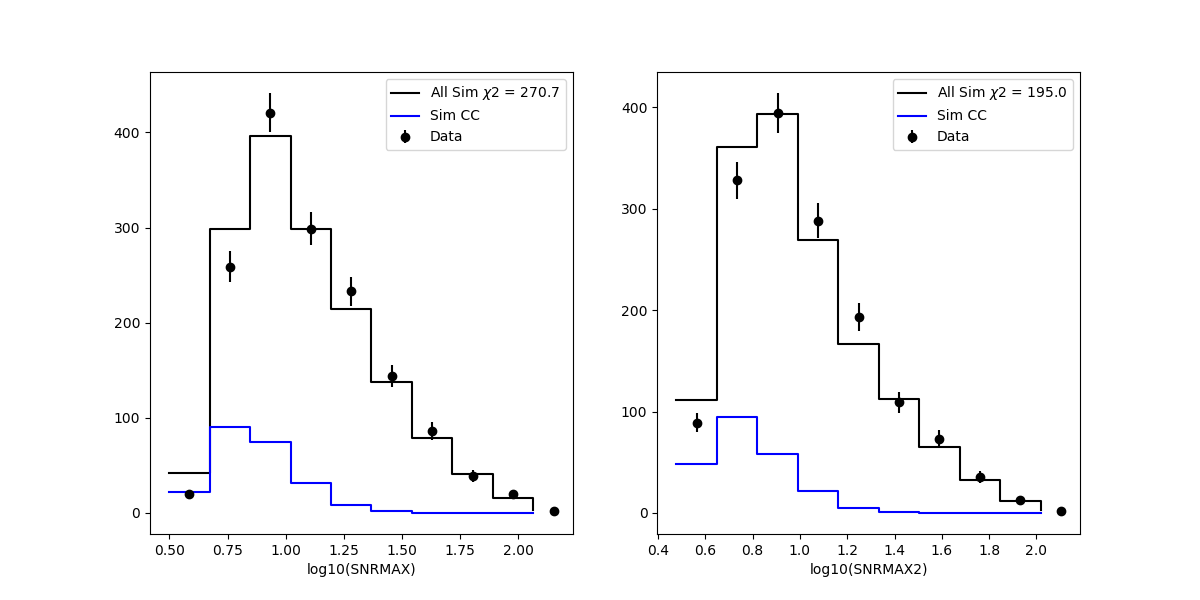 All Sim χ2 = 270.7
Sim CC
Data
400
300
200
100
0
0.50 0.75 1.00 1.25 1.50 1.75 2.00
log10(SNRMAX)
All Sim χ2 = 195.0
Sim CC
Data
400
300
200
100
0
0.4 0.6 0.8 1.0 1.2 1.4 1.6 1.8 2.0
log10(SNRMAX2)